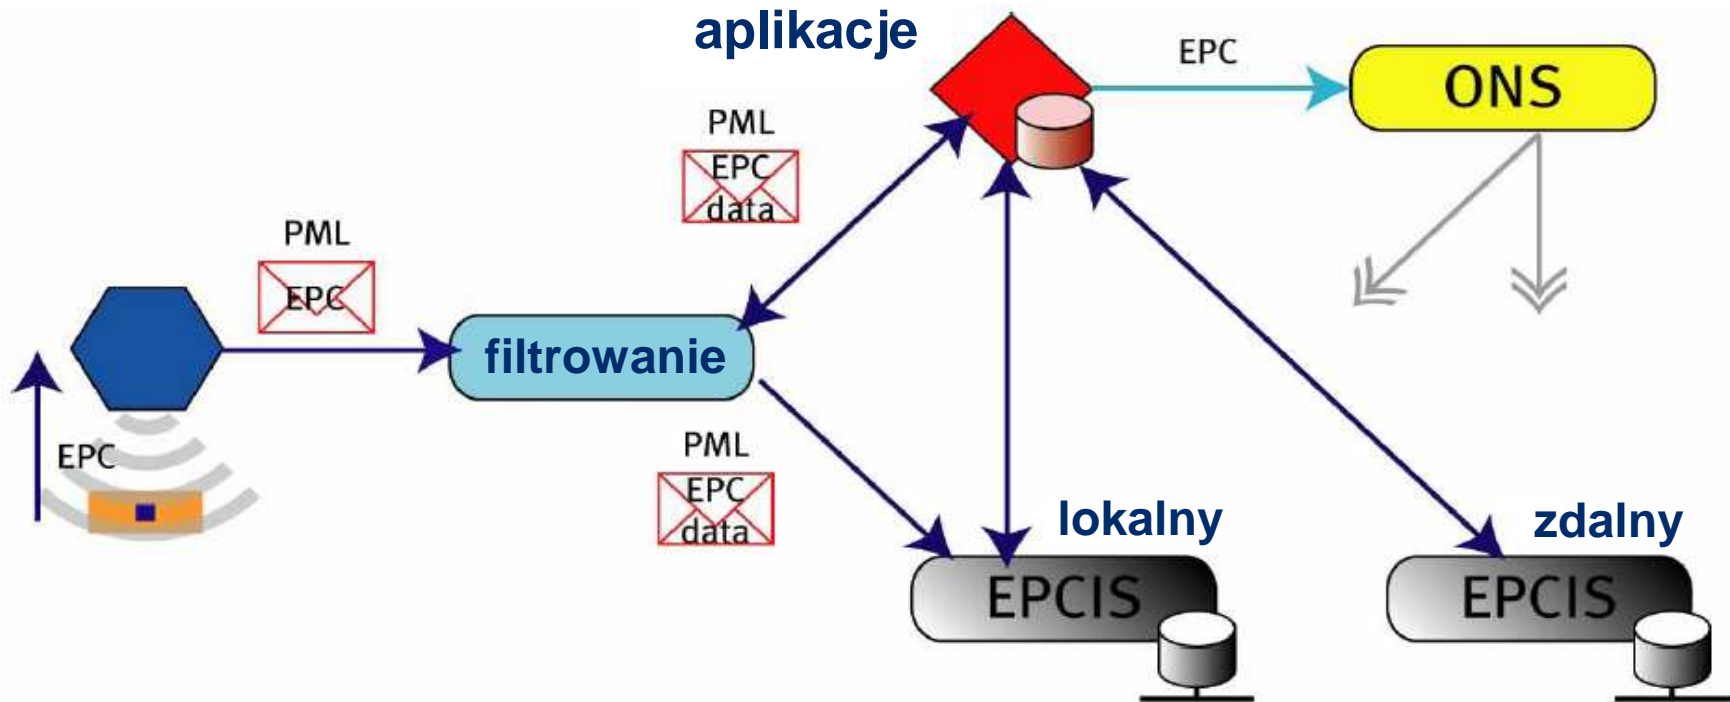 aplikacje
EPC
ONS
PML
EPC
data
PML
EPC
filtrowanie
EPC
PML
EPC
data
lokalny
zdalny
EPCIS
EPCIS